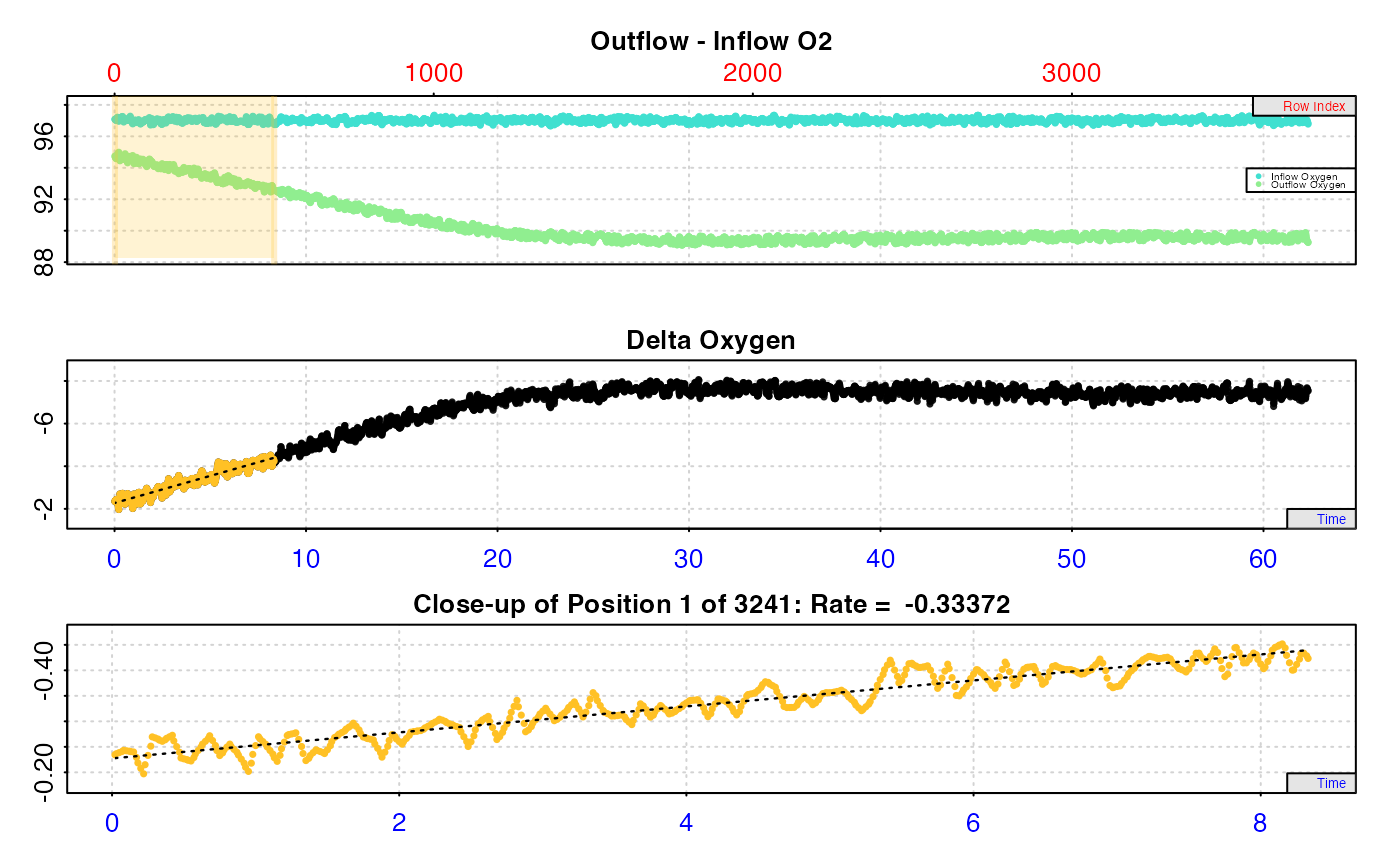 Outflow - Inflow O2
0 1000 2000 3000
Row Index
96
92
88
Inflow Oxygen
Outflow Oxygen
Delta Oxygen
-6
-2
Time
0 10 20 30 40 50 60
Close-up of Position 1 of 3241: Rate = -0.33372
-0.40
-0.20
Time
0 2 4 6 8